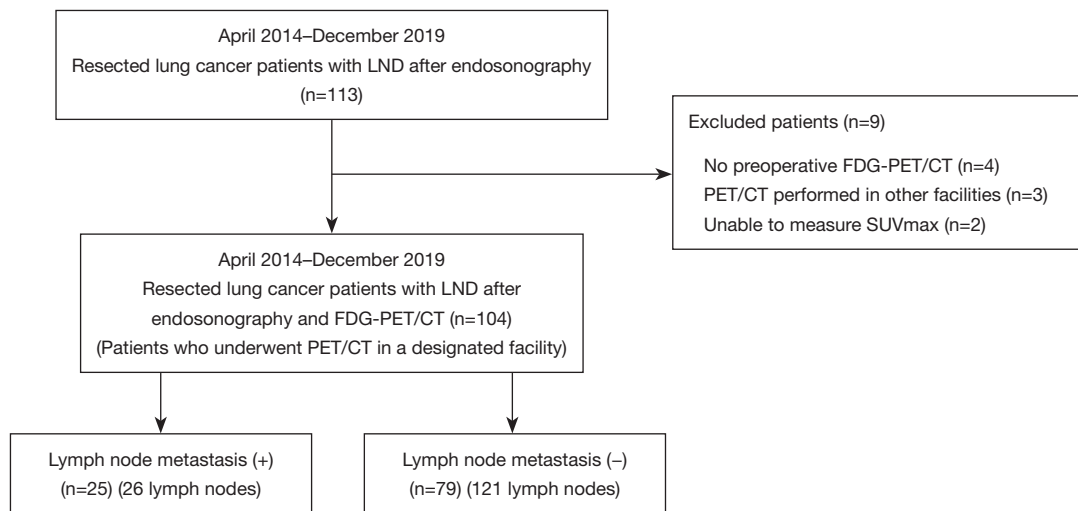 April 2014–December 2019
Resected lung cancer patients with LND after endosonography
(n=113)
Excluded patients (n=9)
No preoperative FDG-PET/CT (n=4)
PET/CT performed in other facilities (n=3)
Unable to measure SUVmax (n=2)
April 2014–December 2019
Resected lung cancer patients with LND after
endosonography and FDG-PET/CT (n=104)
(Patients who underwent PET/CT in a designated facility)
Lymph node metastasis (+)
(n=25) (26 lymph nodes)
Lymph node metastasis (–)
(n=79) (121 lymph nodes)